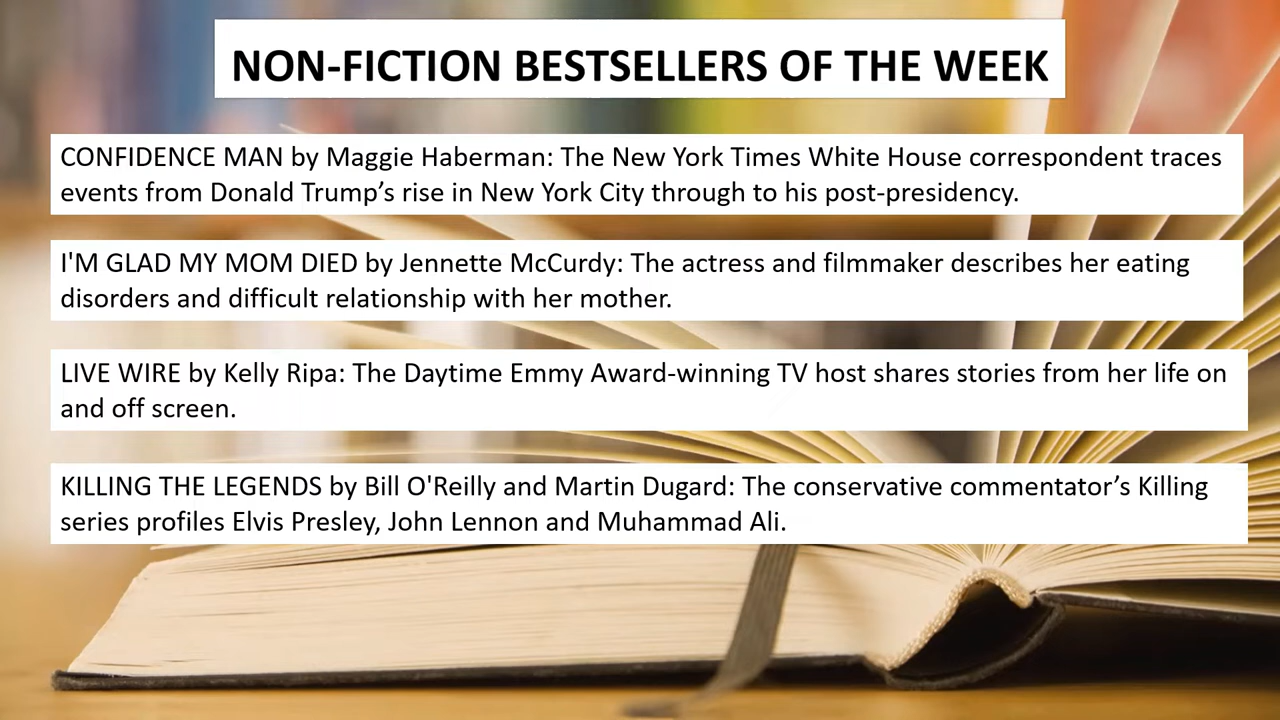 NON-FICTION BESTSELLERS OF THE WEEK
CONFIDENCE MAN by Maggie Haberman: The New York Times White House correspondent traces
events from Donald Trump’s rise in New York City through to his post-presidency.
I'M GLAD MY MOM DIED by Jennette McCurdy: The actress and filmmaker describes her eating
disorders and difficult relationship with her mother.
LIVE WIRE by Kelly Ripa: The Daytime Emmy Award-winning TV host shares stories from her life on
and off screen.
KILLING THE LEGENDS by Bill O'Reilly and Martin Dugard: The conservative commentator’s Killing
series profiles Elvis Presley, John Lennon and Muhammad Ali.